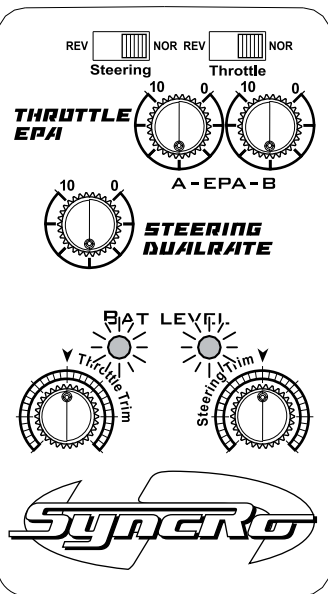 REV NOR REV NOR
Steering Throttle
10 0 10 0
THROTTLE
EPA
A-EPA-B
10 0
STEERING
DUALRATE
BAT LEVEL
Throttle Trim
Steering Trim
SYNCRO